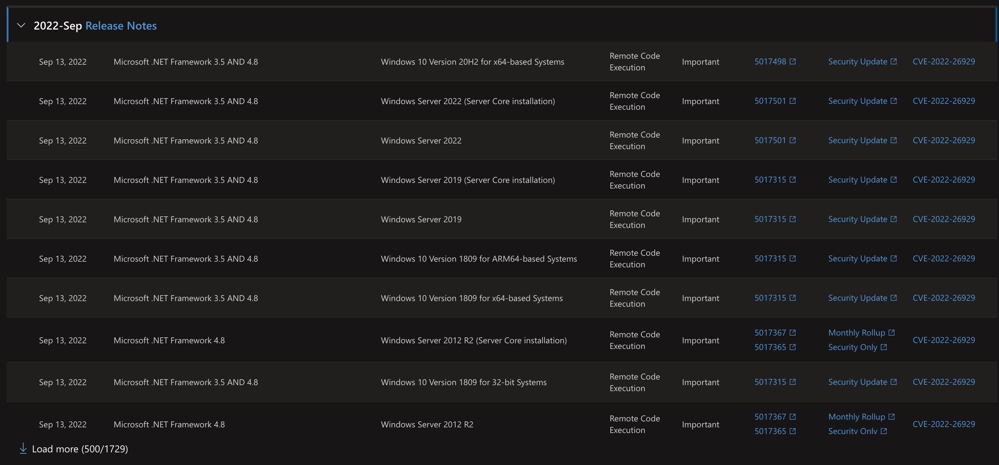 2022-Sep Release Notes
Sep 13, 2022 Microsoft .NET Framework 3.5 AND 4.8 Windows 10 Version 20H2 for x64-based Systems Remote Code Execution Important 5017498 Security Update CVE-2022-26929
Sep 13, 2022 Microsoft .NET Framework 3.5 AND 4.8 Windows Server 2022 (Server Core installation) Remote Code Execution Important 5017501 Security Update CVE-2022-26929
Sep 13, 2022 Microsoft .NET Framework 3.5 AND 4.8 Windows Server 2022 Remote Code Execution Important 5017501 Security Update CVE-2022-26929
Sep 13, 2022 Microsoft .NET Framework 3.5 AND 4.8 Windows Server 2019 (Server Core installation) Remote Code Execution Important 5017315 Security Update CVE-2022-26929
Sep 13, 2022 Microsoft .NET Framework 3.5 AND 4.8 Windows Server 2019 Remote Code Execution Important 5017315 Security Update CVE-2022-26929
Sep 13, 2022 Microsoft .NET Framework 3.5 AND 4.8 Windows 10 Version 1809 for ARM64-based Systems Remote Code Execution Important 5017315 Security Update CVE-2022-26929
Sep 13, 2022 Microsoft .NET Framework 3.5 AND 4.8 Windows 10 Version 1809 for x64-based Systems Remote Code Execution Important 5017315 Security Update CVE-2022-26929
Sep 13, 2022 Microsoft .NET Framework 4.8 Windows Server 2012 R2 (Server Core installation) Remote Code Execution Important 5017367 Monthly Rollup 5017365 Security Only CVE-2022-26929
Sep 13, 2022 Microsoft .NET Framework 3.5 AND 4.8 Windows 10 Version 1809 for 32-bit Systems Remote Code Execution Important 5017315 Security Update CVE-2022-26929
Sep 13, 2022 Microsoft .NET Framework 4.8 Windows Server 2012 R2 Remote Code Execution Important 5017367 Monthly Rollup 5017365 Security Only CVE-2022-26929
Load more (500/1729)